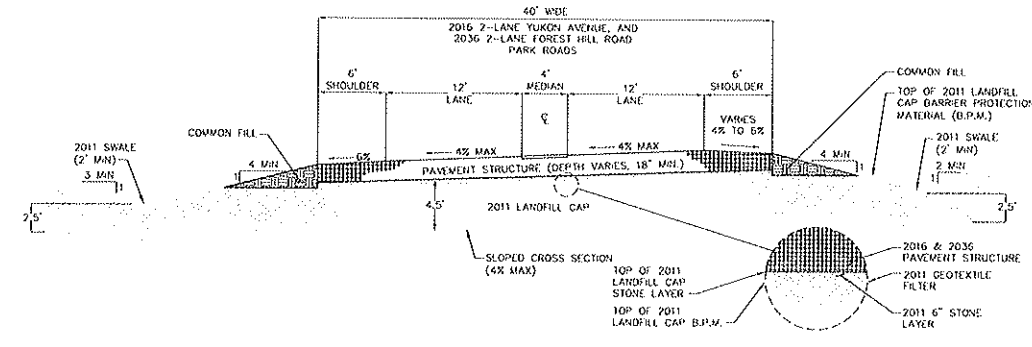 40' WIDE
2016 2-LANE YUKON AVENUE, AND
2036 2-LANE FOREST HILL ROAD
PARK ROADS
6'
SHOULDER
12'
LANE
4'
MEDIAN
12'
LANE
6'
SHOULDER
COMMON FILL
TOP OF 2011 LANDFILL
CAP BARRIER PROTECTION
MATERIAL (B.P.M.)
VARIES
4% TO 6%
℄
COMMON FILL
2011 SWALE
(2' MIN)
3 MIN
1
4 MIN
1
6%
4% MAX
4% MAX
4 MIN
1
2011 SWALE
(2' MIN)
2 MIN
1
PAVEMENT STRUCTURE (DEPTH VARIES, 18" MIN.)
2.5'
4.5'
2011 LANDFILL CAP
2.5'
SLOPED CROSS SECTION
(4% MAX)
TOP OF 2011
LANDFILL CAP
STONE LAYER
TOP OF 2011
LANDFILL CAP B.P.M.
2016 & 2036
PAVEMENT STRUCTURE
2011 GEOTEXTILE
FILTER
2011 6" STONE
LAYER